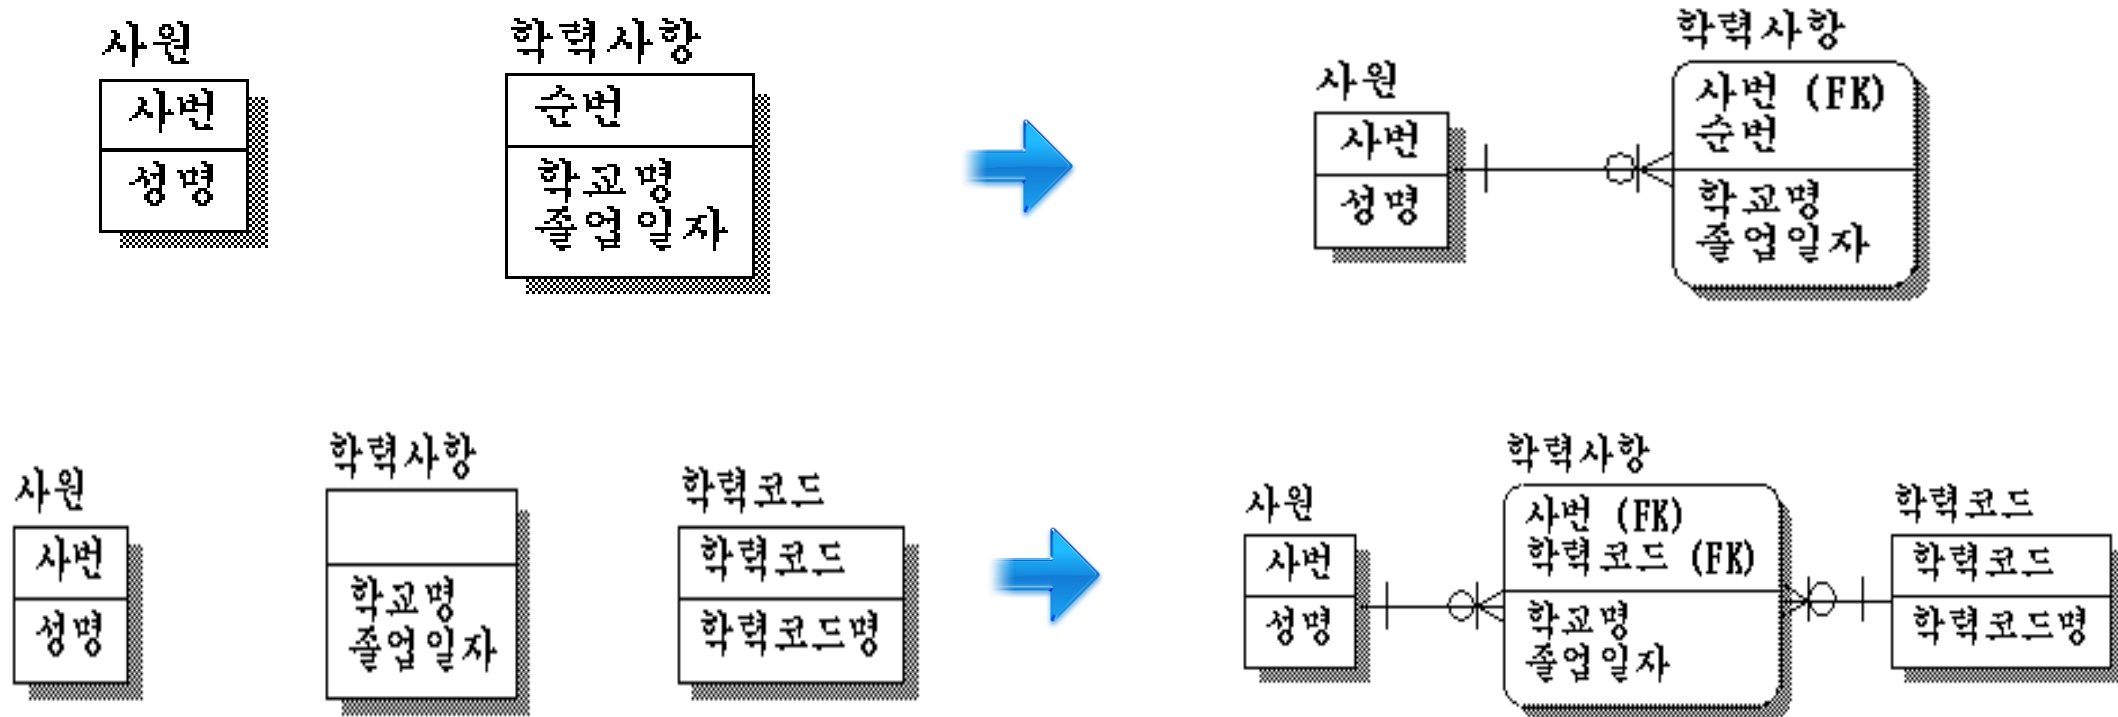 사원
사번
성명
학력사항
순번
학교명
졸업일자
사원
사번
성명
학력사항
사번 (FK)
순번
학교명
졸업일자
사원
사번
성명
학력사항
학교명
졸업일자
학력코드
학력코드
학력코드명
사원
사번
성명
학력사항
사번 (FK)
학력코드 (FK)
학교명
졸업일자
학력코드
학력코드
학력코드명